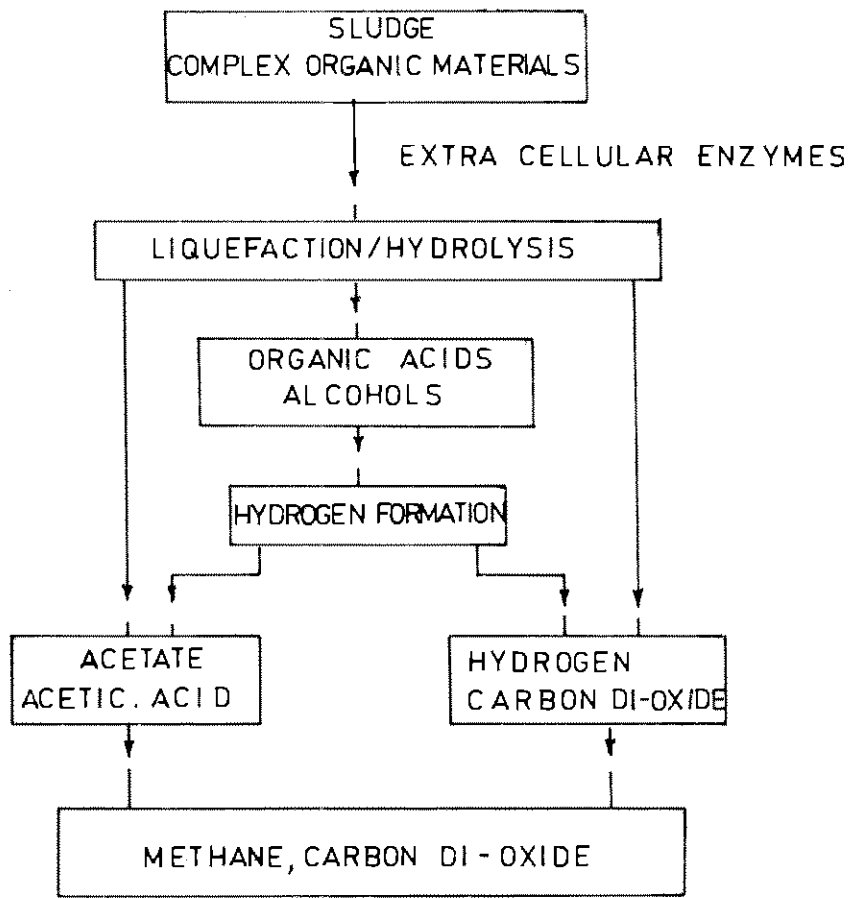 SLUDGE
COMPLEX ORGANIC MATERIALS
EXTRA CELLULAR ENZYMES
LIQUEFACTION/HYDROLYSIS
ORGANIC ACIDS
ALCOHOLS
HYDROGEN FORMATION
ACETATE
ACETIC. ACID
HYDROGEN
CARBON DI-OXIDE
METHANE, CARBON DI-OXIDE